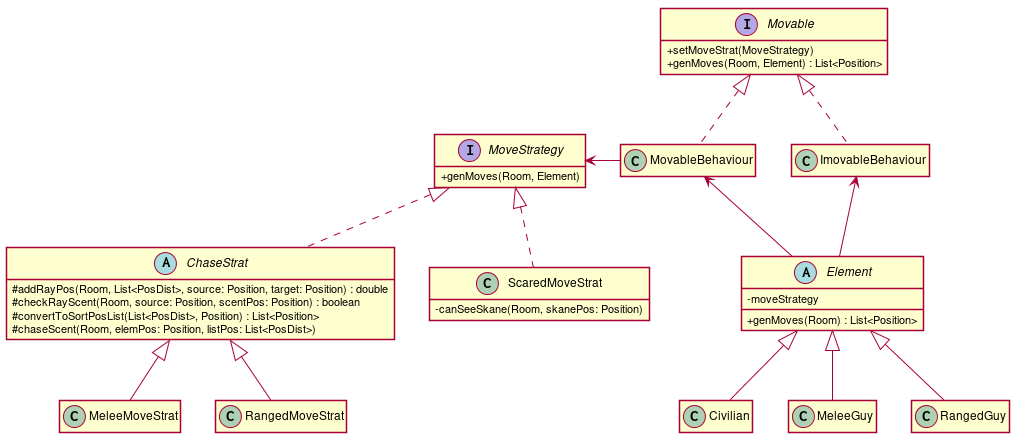 I Movable
+setMoveStrat(MoveStrategy)
+genMoves(Room, Element) : List<Position>
I MoveStrategy
+genMoves(Room, Element)
C MovableBehaviour
C ImovableBehaviour
A ChaseStrat
#addRayPos(Room, List<PosDist>, source: Position, target: Position) : double
#checkRayScent(Room, source: Position, scentPos: Position) : boolean
#convertToSortPosList(List<PosDist>, Position) : List<Position>
#chaseScent(Room, elemPos: Position, listPos: List<PosDist>)
C ScaredMoveStrat
-canSeeSkane(Room, skanePos: Position)
A Element
-moveStrategy
+genMoves(Room) : List<Position>
C MeleeMoveStrat
C RangedMoveStrat
C Civilian
C MeleeGuy
C RangedGuy